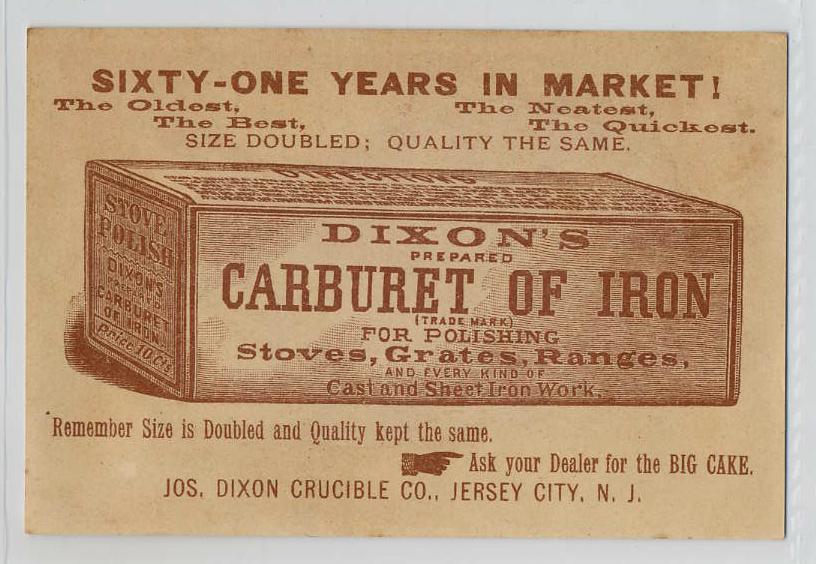 SIXTY-ONE YEARS IN MARKET!
The Oldest, The Neatest,
The Best, The Quickest.
SIZE DOUBLED; QUALITY THE SAME.
DIRECTIONS
STOVE
POLISH
DIXON'S
PREPARED
CARBURET
OF IRON
Price 10 Cts
DIXON'S
PREPARED
CARBURET OF IRON
(TRADE MARK)
FOR POLISHING
Stoves, Grates, Ranges,
AND EVERY KIND OF
Cast and Sheet Iron Work.
Remember Size is Doubled and Quality kept the same.
Ask your Dealer for the BIG CAKE.
JOS. DIXON CRUCIBLE CO., JERSEY CITY, N. J.